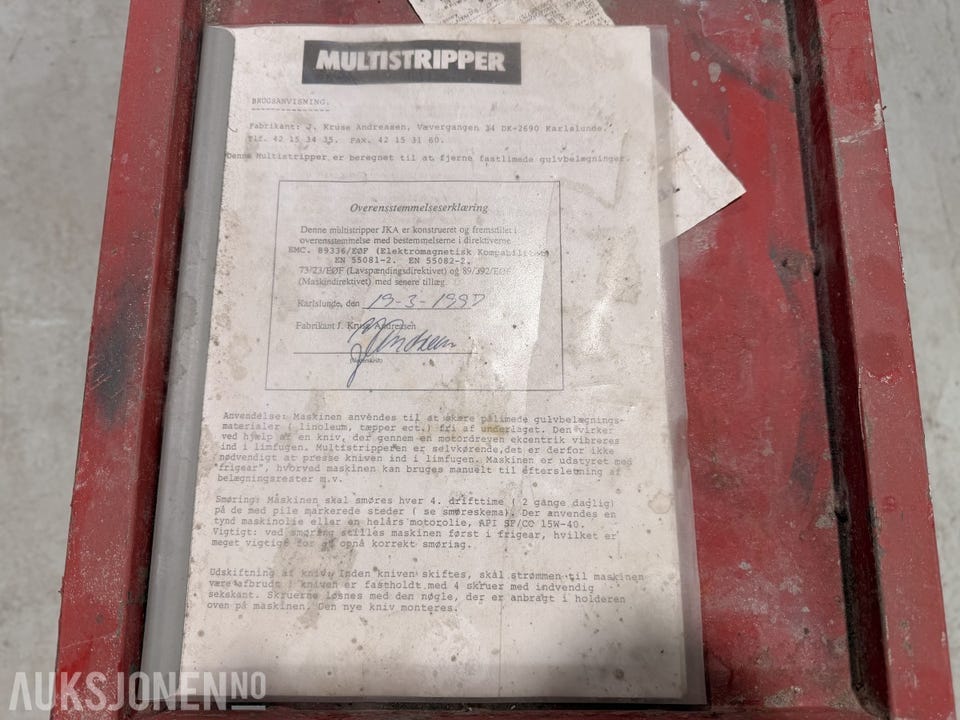 MULTISTRIPPER
BRUGSANVISNING.
Fabrikant: J. Kruse Andreasen, Vævergangen 34 DK-2690 Karlslunde.
Tlf. 42 15 34 35. FAX. 42 15 31 60.
Denne Multistripper er beregnet til at fjerne fastlimede gulvbelægninger.
Overensstemmelseserklæring
Denne multistripper JKA er konstrueret og fremstillet i
overensstemmelse med bestemmelserne i direktiverne
EMC. 89336/EØF (Elektromagnetisk Kompabilitet)
EN 55081-2. EN 55082-2.
73/23/EØF (Lavspændingsdirektivet) og 89/392/EØF
(Maskindirektivet) med senere tillæg.
Karlslunde, den 19-3-1997
Fabrikant J. Kruse Andreasen
Anvendelse: Maskinen anvendes til at skære pålimede gulvbelægnings-
materialer ( linoleum, tæpper ect.) fri af underlaget. Den virker
ved hjælp af en kniv, der gennem en motordreven ekcentrik vibreres
ind i limfugen. Multistripperen er selvkørende,det er derfor ikke
nødvendigt at presse kniven ind i limfugen. Maskinen er udstyret med
"frigear", hvorved maskinen kan bruges manuelt til efterslebning af
belægningsrester m.v.
Smøring: Maskinen skal smøres hver 4. drifttime ( 2 gange daglig)
på de med pile markerede steder ( se smøreskema). Der anvendes en
tynd maskinolie eller en helårs motorolie, API SF/CC 15W-40.
Vigtigt: ved smøring stilles maskinen først i frigear, hvilket er
meget vigtigt for at opnå korrekt smøring.
Udskiftning af kniv: Inden kniven skiftes, skal strømmen til maskinen
være afbrudt kniven er fastholdt med 4 skruer med indvendig
sekskant. Skruerne løsnes med den nøgle, der er anbragt i holderen
oven på maskinen. Den nye kniv monteres.
AUKSJONEN.NO